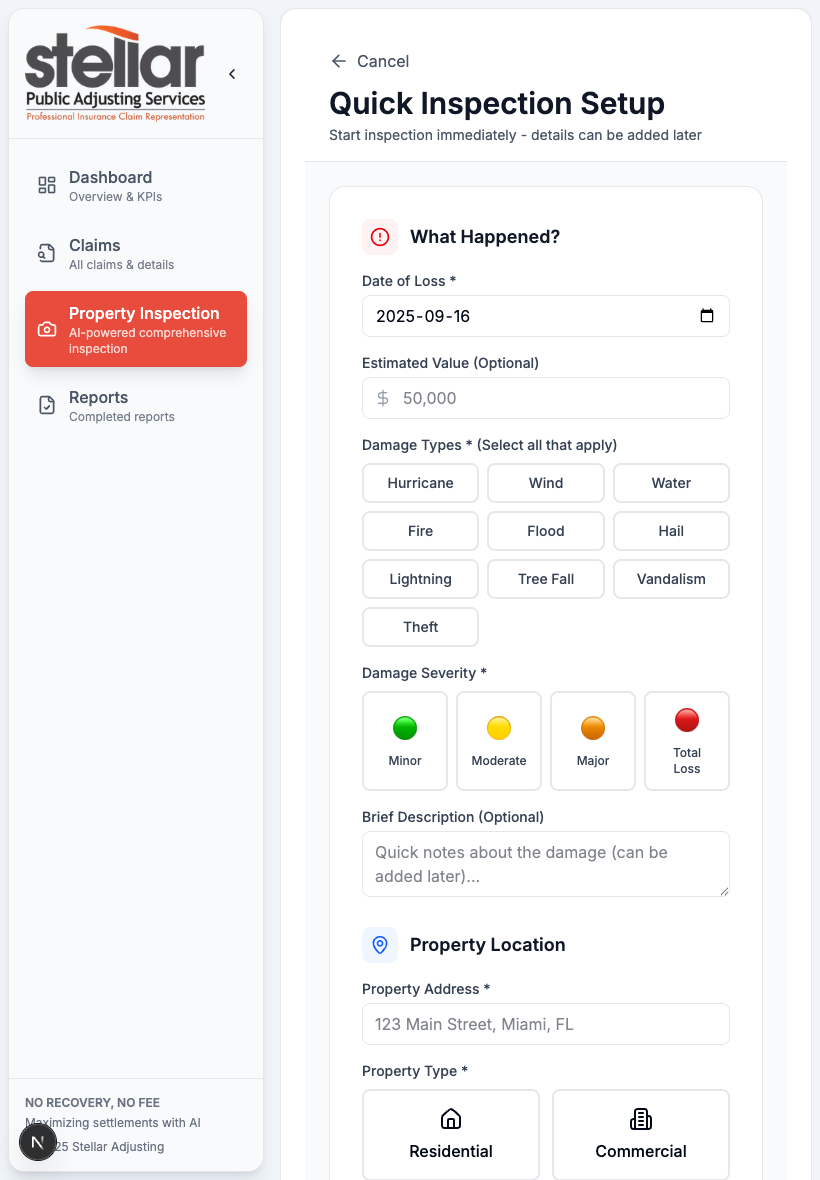 stellar
Public Adjusting Services
Professional Insurance Claim Representation
Dashboard
Overview & KPIs
Claims
All claims & details
Property Inspection
AI-powered comprehensive
inspection
Reports
Completed reports
NO RECOVERY, NO FEE
Maximizing settlements with AI
25 Stellar Adjusting
N
Cancel
Quick Inspection Setup
Start inspection immediately - details can be added later
What Happened?
Date of Loss *
2025-09-16
Estimated Value (Optional)
$ 50,000
Damage Types * (Select all that apply)
Hurricane Wind Water
Fire Flood Hail
Lightning Tree Fall Vandalism
Theft
Damage Severity *
Minor Moderate Major Total
Loss
Brief Description (Optional)
Quick notes about the damage (can be
added later)...
Property Location
Property Address *
123 Main Street, Miami, FL
Property Type *
Residential Commercial